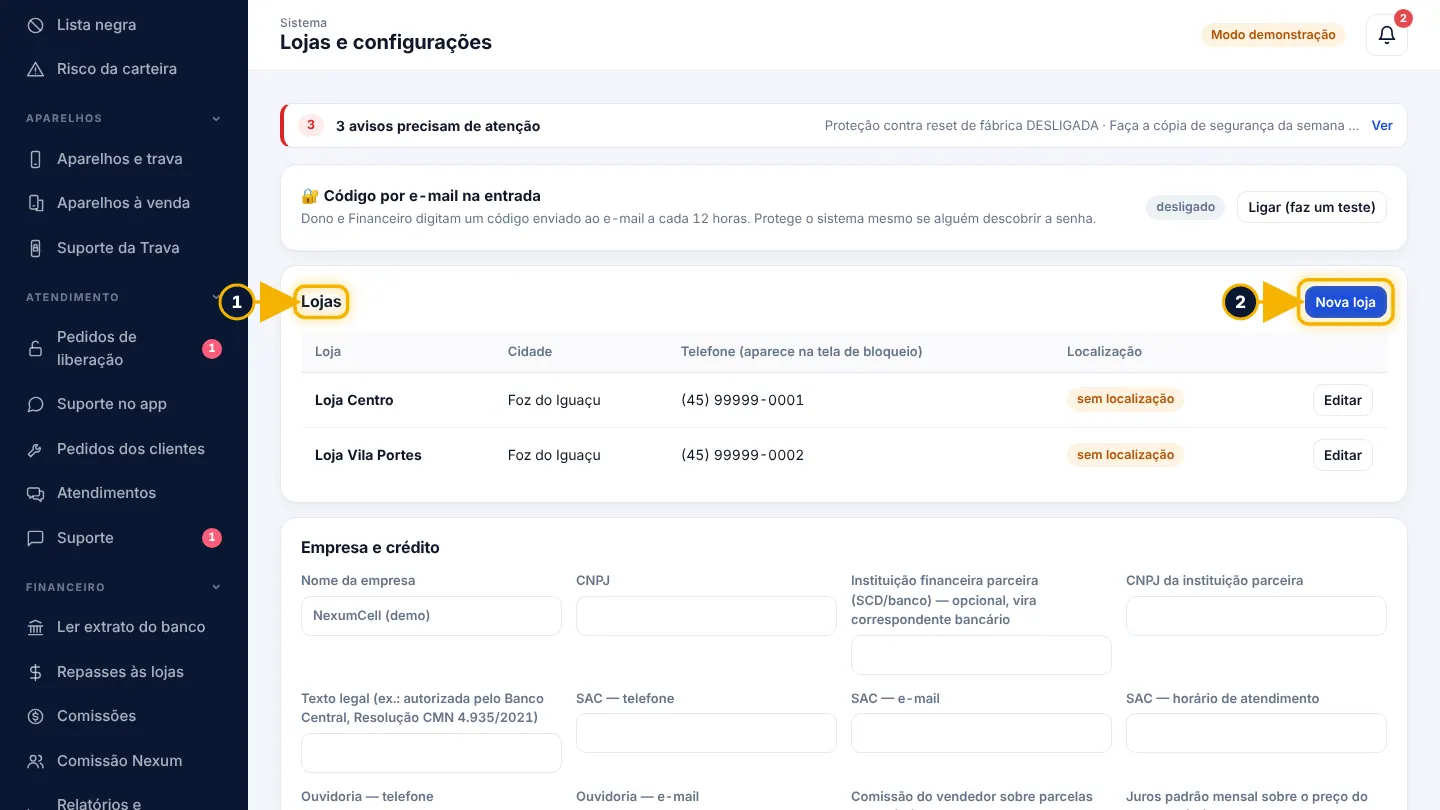 Lista negra
Risco da carteira
APARELHOS
Aparelhos e trava
Aparelhos à venda
Suporte da Trava
ATENDIMENTO
Pedidos de
liberação
1
Suporte no app
Pedidos dos clientes
Atendimentos
Suporte
1
FINANCEIRO
Ler extrato do banco
Repasses às lojas
Comissões
Comissão Nexum
Relatórios e
Sistema
Lojas e configurações
Modo demonstração
2
3
3 avisos precisam de atenção
Proteção contra reset de fábrica DESLIGADA · Faça a cópia de segurança da semana ...
Ver
🔐 Código por e-mail na entrada
Dono e Financeiro digitam um código enviado ao e-mail a cada 12 horas. Protege o sistema mesmo se alguém descobrir a senha.
desligado
Ligar (faz um teste)
1
Lojas
2
Nova loja
Loja Cidade Telefone (aparece na tela de bloqueio) Localização
Loja Centro Foz do Iguaçu (45) 99999-0001 sem localização Editar
Loja Vila Portes Foz do Iguaçu (45) 99999-0002 sem localização Editar
Empresa e crédito
Nome da empresa
NexumCell (demo)
CNPJ
Instituição financeira parceira
(SCD/banco) — opcional, vira
correspondente bancário
CNPJ da instituição parceira
Texto legal (ex.: autorizada pelo Banco
Central, Resolução CMN 4.935/2021)
SAC — telefone
SAC — e-mail
SAC — horário de atendimento
Ouvidoria — telefone
Ouvidoria — e-mail
Comissão do vendedor sobre parcelas
Juros padrão mensal sobre o preço do